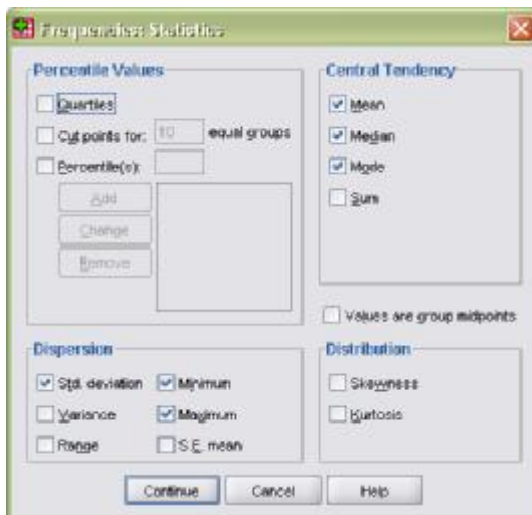 Frequencies: Statistics
Percentile Values
Quartiles
Cut points for: 10 equal groups
Percentile(s):
Add
Change
Remove
Central Tendency
Mean
Median
Mode
Sum
Values are group midpoints
Dispersion
Std. deviation
Minimum
Variance
Maximum
Range
S.E. mean
Distribution
Skewness
Kurtosis
Continue
Cancel
Help